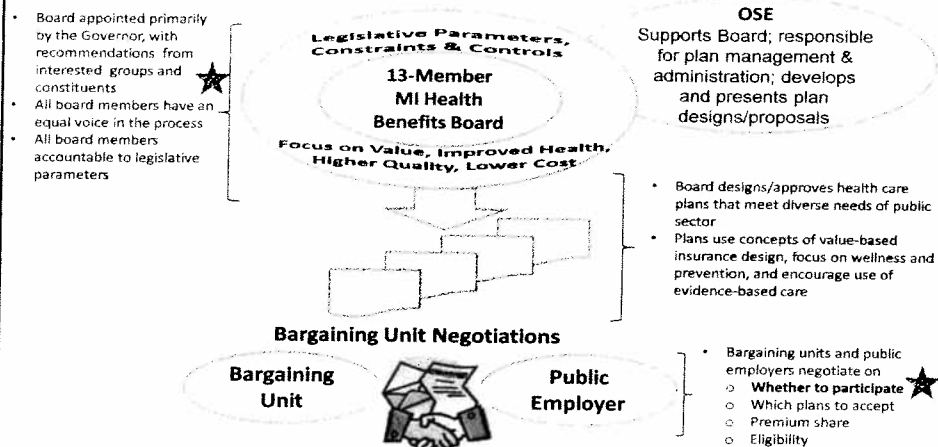 • Board appointed primarily
by the Governor, with
recommendations from
interested groups and
constituents
• All board members have an
equal voice in the process
• All board members
accountable to legislative
parameters
Legislative Parameters,
Constraints & Controls
13-Member
MI Health
Benefits Board
Focus on Value, Improved Health,
Higher Quality, Lower Cost
OSE
Supports Board; responsible
for plan management &
administration; develops
and presents plan
designs/proposals
• Board designs/approves health care
plans that meet diverse needs of public
sector
• Plans use concepts of value-based
insurance design, focus on wellness and
prevention, and encourage use of
evidence-based care
Bargaining Unit Negotiations
Bargaining
Unit
Public
Employer
• Bargaining units and public
employers negotiate on
○ Whether to participate
○ Which plans to accept
○ Premium share
○ Eligibility